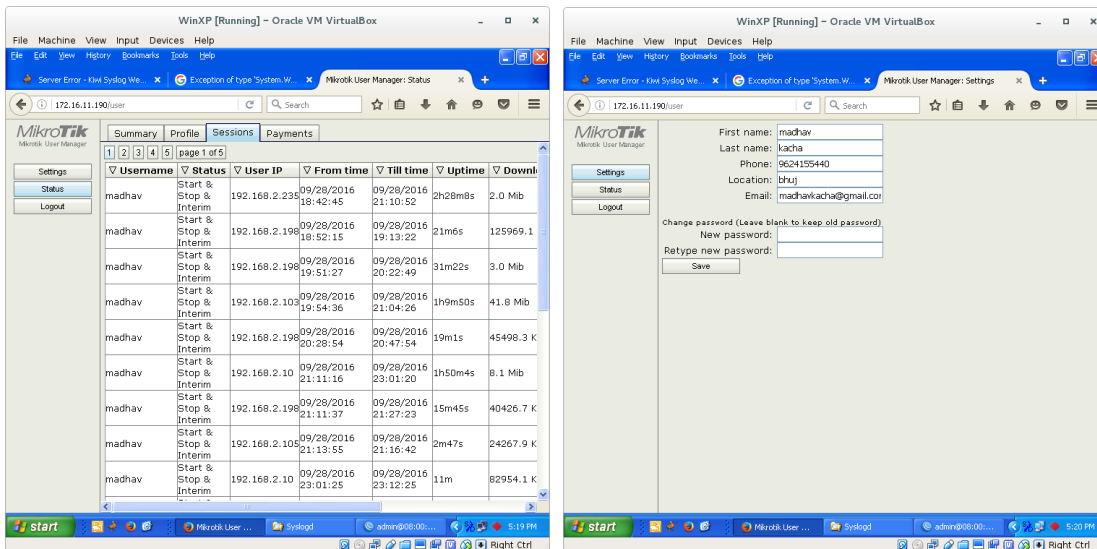 WinXP [Running] - Oracle VM VirtualBox
File Machine View Input Devices Help
File Edit View History Bookmarks Tools Help
Server Error - Kiwi Syslog We... Exception of type 'System.W... Mikrotik User Manager: Status
172.16.11.190/user Search
MikroTik
Mikrotik User Manager
Settings
Status
Logout
Summary Profile Sessions Payments
1 2 3 4 5 page 1 of 5
▽ Username ▽ Status ▽ User IP ▽ From time ▽ Till time ▽ Uptime ▽ Downl
madhav Start & Stop & Interim 192.168.2.235 09/28/2016 18:42:45 09/28/2016 21:10:52 2h28m8s 2.0 Mib
madhav Start & Stop & Interim 192.168.2.198 09/28/2016 18:52:15 09/28/2016 19:13:22 21m6s 125969.1
madhav Start & Stop & Interim 192.168.2.198 09/28/2016 19:51:27 09/28/2016 20:22:49 31m22s 3.0 Mib
madhav Start & Stop & Interim 192.168.2.103 09/28/2016 19:54:36 09/28/2016 21:04:26 1h9m50s 41.8 Mib
madhav Start & Stop & Interim 192.168.2.198 09/28/2016 20:28:54 09/28/2016 20:47:54 19m1s 45498.3 K
madhav Start & Stop & Interim 192.168.2.10 09/28/2016 21:11:16 09/28/2016 23:01:20 1h50m4s 8.1 Mib
madhav Start & Stop & Interim 192.168.2.198 09/28/2016 21:11:37 09/28/2016 21:27:23 15m45s 40426.7 K
madhav Start & Stop & Interim 192.168.2.105 09/28/2016 21:13:55 09/28/2016 21:16:42 2m47s 24267.9 K
madhav Start & Stop & Interim 192.168.2.10 09/28/2016 23:01:25 09/28/2016 23:12:25 11m 82954.1 K
start Mikrotik User ... Syslogd admin@08:00:... 5:19 PM
Right Ctrl
WinXP [Running] - Oracle VM VirtualBox
File Machine View Input Devices Help
File Edit View History Bookmarks Tools Help
Server Error - Kiwi Syslog We... Exception of type 'System.W... Mikrotik User Manager: Settings
172.16.11.190/user Search
MikroTik
Mikrotik User Manager
Settings
Status
Logout
First name: madhav
Last name: kacha
Phone: 9624155440
Location: bhuj
Email: madhavkacha@gmail.cor
Change password (Leave blank to keep old password)
New password:
Retype new password:
Save
start Mikrotik User ... Syslogd admin@08:00:... 5:20 PM
Right Ctrl